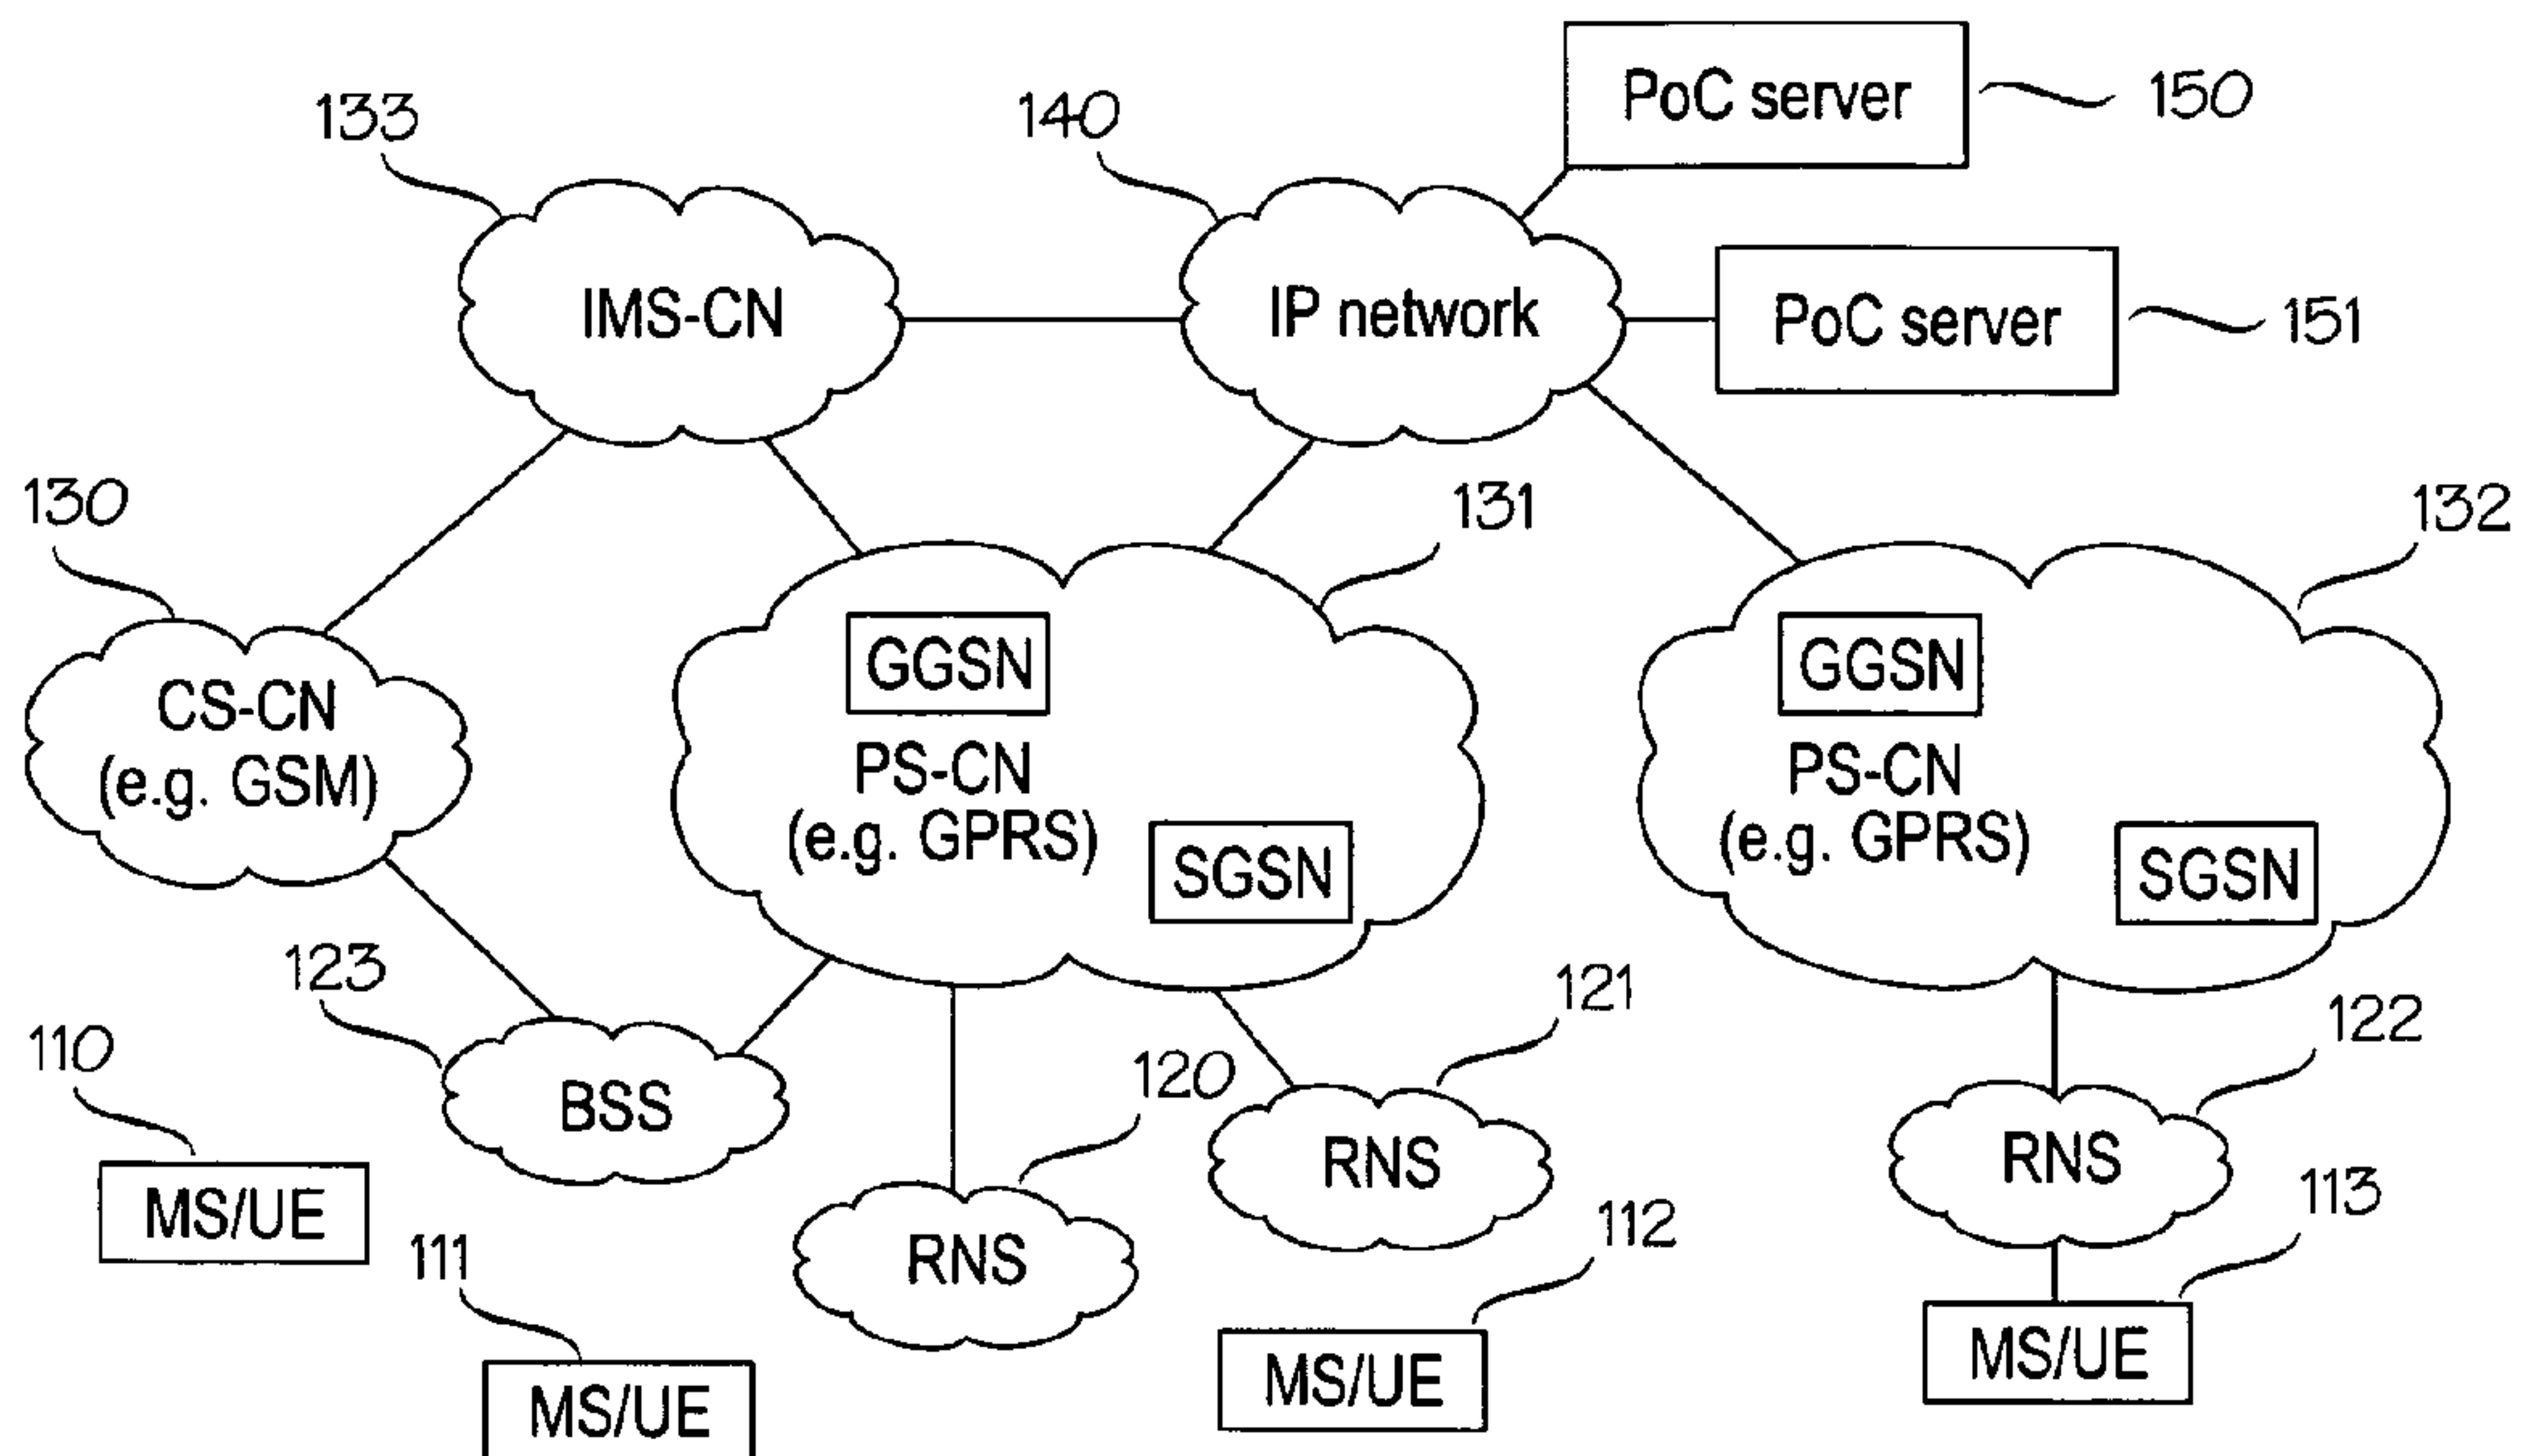 PoC server
150
133
140
IMS-CN
IP network
PoC server
151
130
131
132
GGSN
GGSN
CS-CN
(e.g. GSM)
PS-CN
(e.g. GPRS)
SGSN
PS-CN
(e.g. GPRS)
SGSN
123
121
122
110
BSS
120
RNS
RNS
113
MS/UE
111
RNS
112
MS/UE
MS/UE
MS/UE